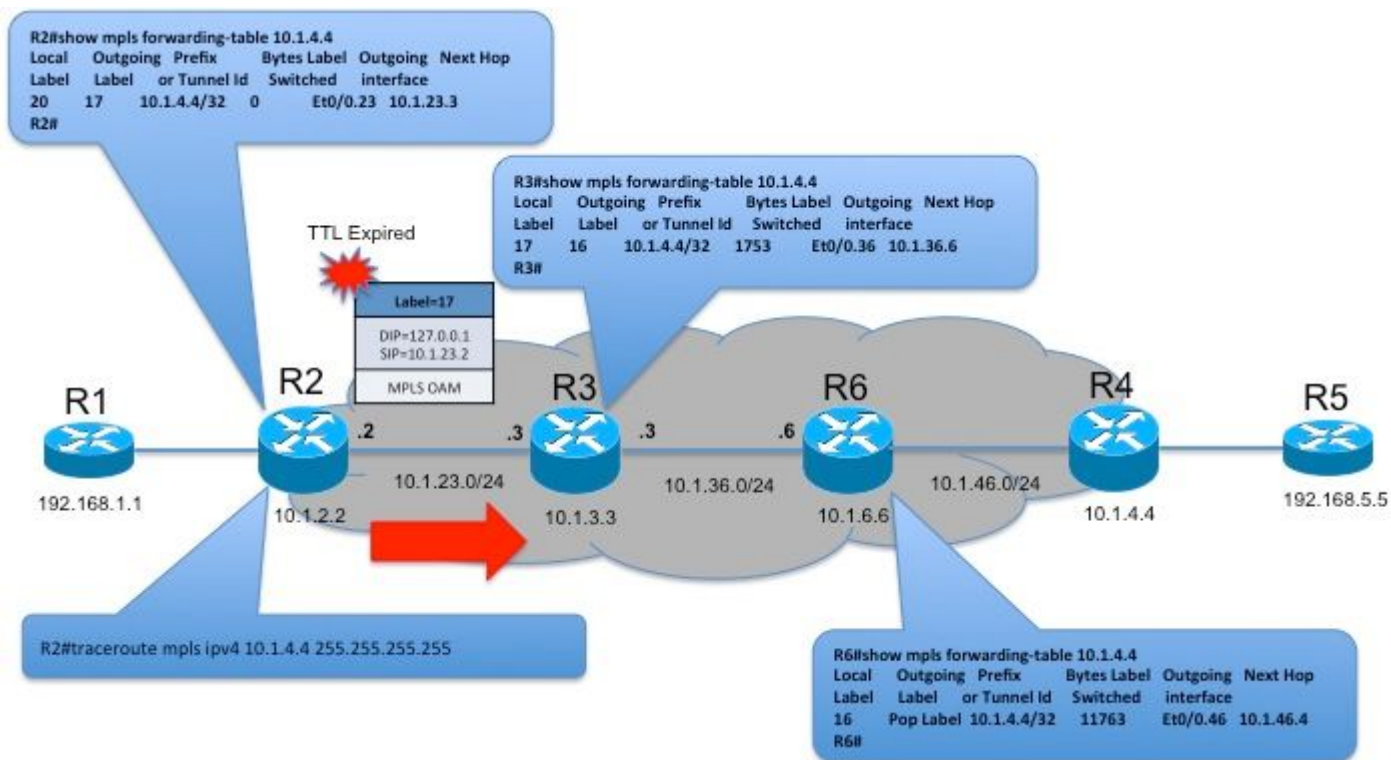 R2#show mpls forwarding-table 10.1.4.4
Local Outgoing Prefix Bytes Label Outgoing Next Hop
Label Label or Tunnel Id Switched interface
20 17 10.1.4.4/32 0 Et0/0.23 10.1.23.3
R2#
R3#show mpls forwarding-table 10.1.4.4
Local Outgoing Prefix Bytes Label Outgoing Next Hop
Label Label or Tunnel Id Switched interface
17 16 10.1.4.4/32 1753 Et0/0.36 10.1.36.6
R3#
TTL Expired
Label=17
DIP=127.0.0.1
SIP=10.1.23.2
MPLS OAM
R1
R2
R3
R6
R4
R5
.2
.3
.3
.6
192.168.1.1
10.1.23.0/24
10.1.36.0/24
10.1.46.0/24
192.168.5.5
10.1.2.2
10.1.3.3
10.1.6.6
10.1.4.4
R2#traceroute mpls ipv4 10.1.4.4 255.255.255.255
R6#show mpls forwarding-table 10.1.4.4
Local Outgoing Prefix Bytes Label Outgoing Next Hop
Label Label or Tunnel Id Switched interface
16 Pop Label 10.1.4.4/32 11763 Et0/0.46 10.1.46.4
R6#